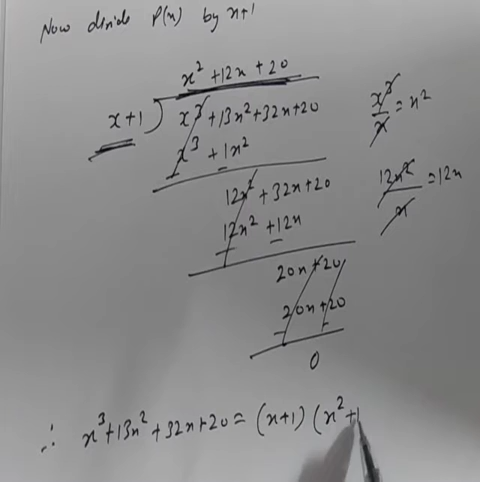 Now divide P(x) by x+1
x² + 12x + 20
x+1 ) x³ + 13x² + 32x + 20
x³/x = x²
x³ + 1x²
12x² + 32x + 20
12x²/x = 12x
12x² + 12x
20x + 20
20x + 20
0
∴ x³ + 13x² + 32x + 20 = (x+1) (x² + 1